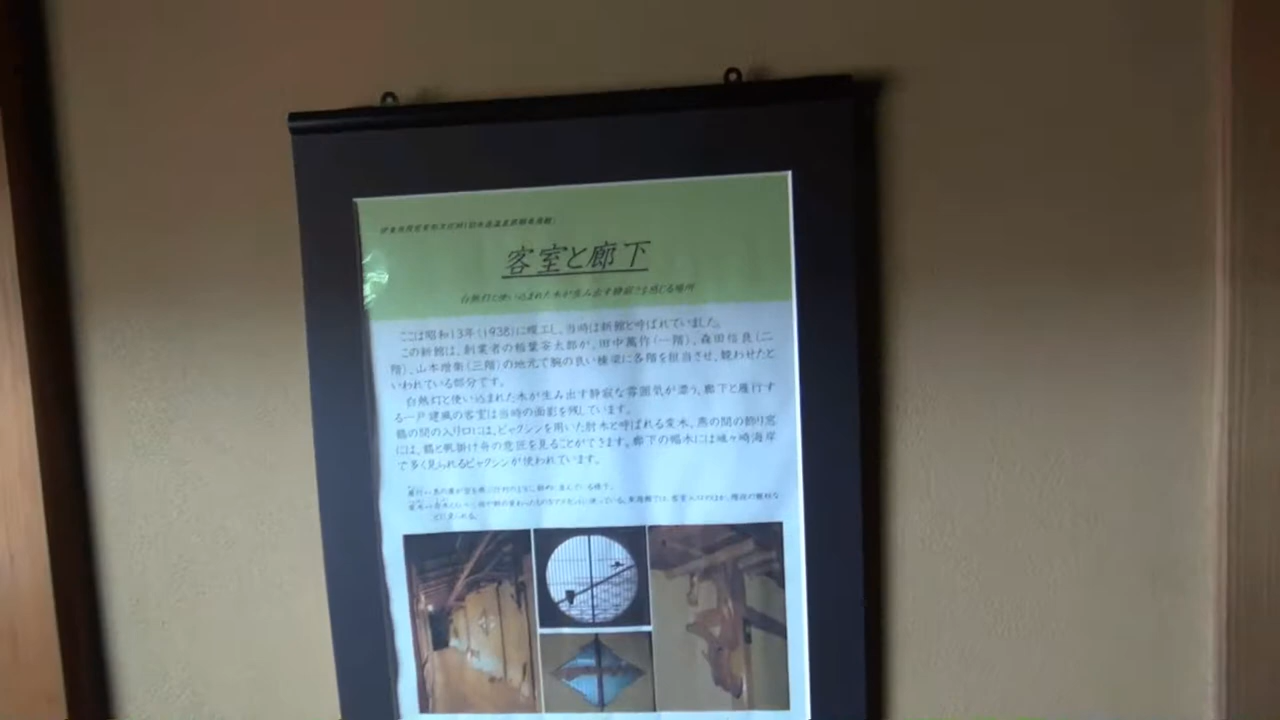 客室と廊下
白熱灯と使い込まれた木が生み出す静寂さを感じる場所
ここは昭和13年(1938)に竣工し、当時は新館と呼ばれていました。
この新館は、創業者の稲葉安太郎が、田中萬作(一階)、森田信良(二
階)、山本増衛(三階)の地元で腕の良い棟梁に各階を担当させ、競わせたと
いわれている部分です。
白熱灯と使い込まれた木が生み出す静寂な雰囲気が漂う、廊下と雁行す
る一戸建風の客室は当時の面影を残しています。
鶴の間の入り口には、ビャクシンを用いた肘木と呼ばれる変木、燕の間の飾り窓
には、鶴と帆掛け舟の意匠を見ることができます。廊下の幅木には城ヶ崎海岸
で多く見られるビャクシンが使われています。